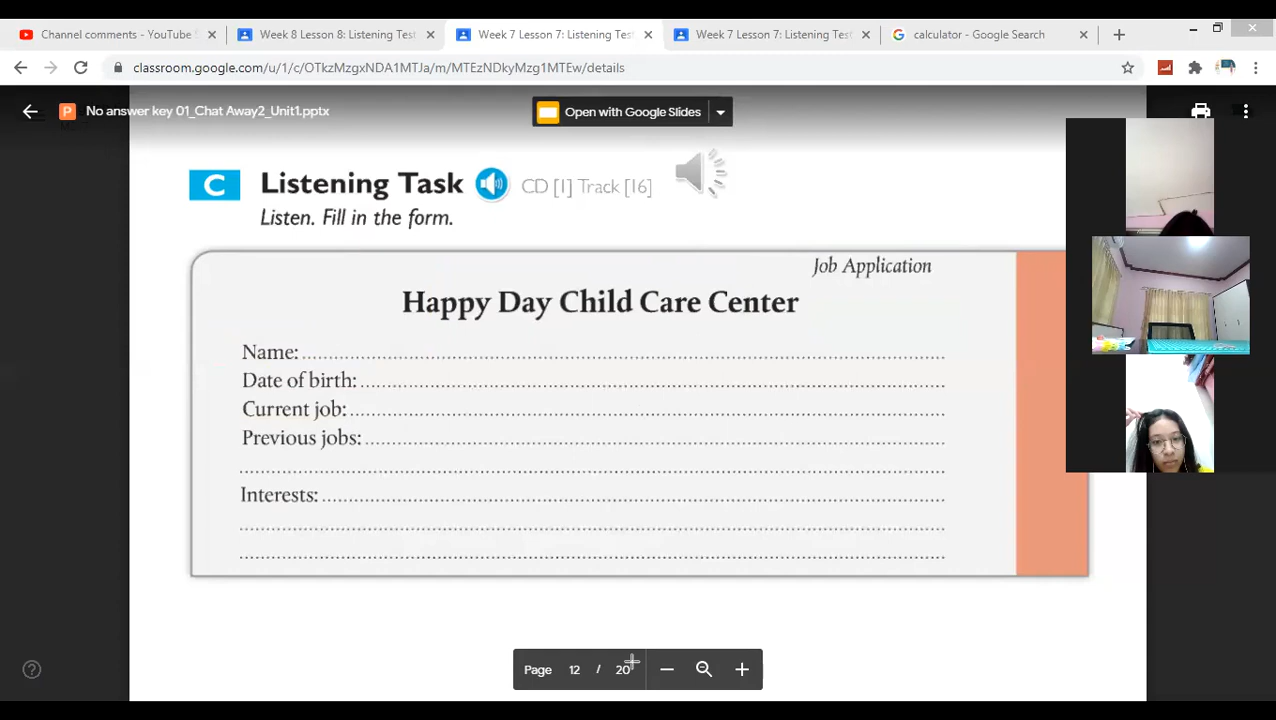 Channel comments - YouTube
Week 8 Lesson 8: Listening Test
Week 7 Lesson 7: Listening Test
Week 7 Lesson 7: Listening Test
calculator - Google Search
classroom.google.com/u/1/c/OTkzMzgxNDA1MTJa/m/MTEzNDkyMzg1MTEw/details
No answer key 01_Chat Away2_Unit1.pptx
Open with Google Slides
C Listening Task CD [1] Track [16]
Listen. Fill in the form.
Job Application
Happy Day Child Care Center
Name:
Date of birth:
Current job:
Previous jobs:
Interests:
Page 12 / 20